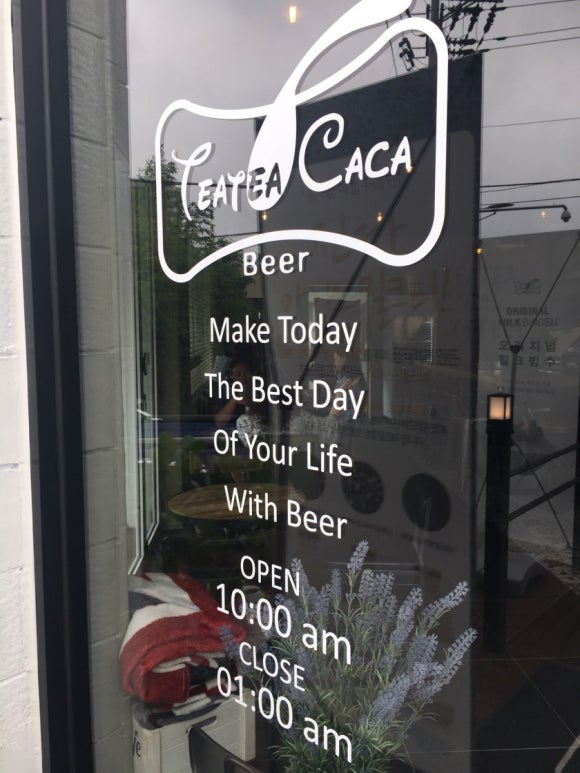 TEATEA CACA
Beer
Make Today
The Best Day
Of Your Life
With Beer
OPEN
10:00 am
CLOSE
01:00 am
ORIGINAL
MILK BINGSU
오리지널
밀크빙수